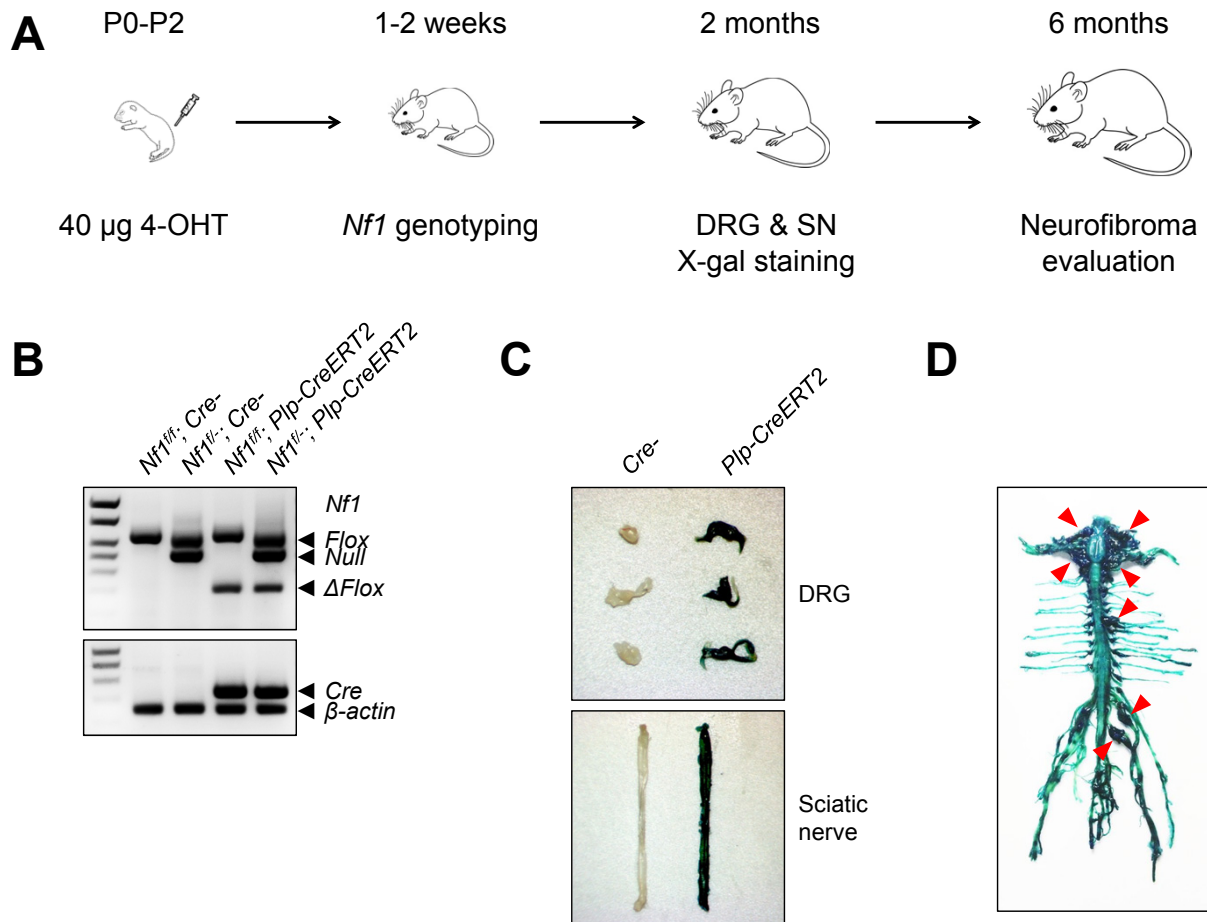 A
P0-P2
1-2 weeks
2 months
6 months
40 µg 4-OHT
Nf1 genotyping
DRG & SN
X-gal staining
Neurofibroma
evaluation
B
Nf1f/f; Cre-
Nf1f/-; Cre-
Nf1f/f; Plp-CreERT2
Nf1f/-; Plp-CreERT2
Nf1
Flox
Null
ΔFlox
Cre
β-actin
C
Cre-
Plp-CreERT2
DRG
Sciatic
nerve
D